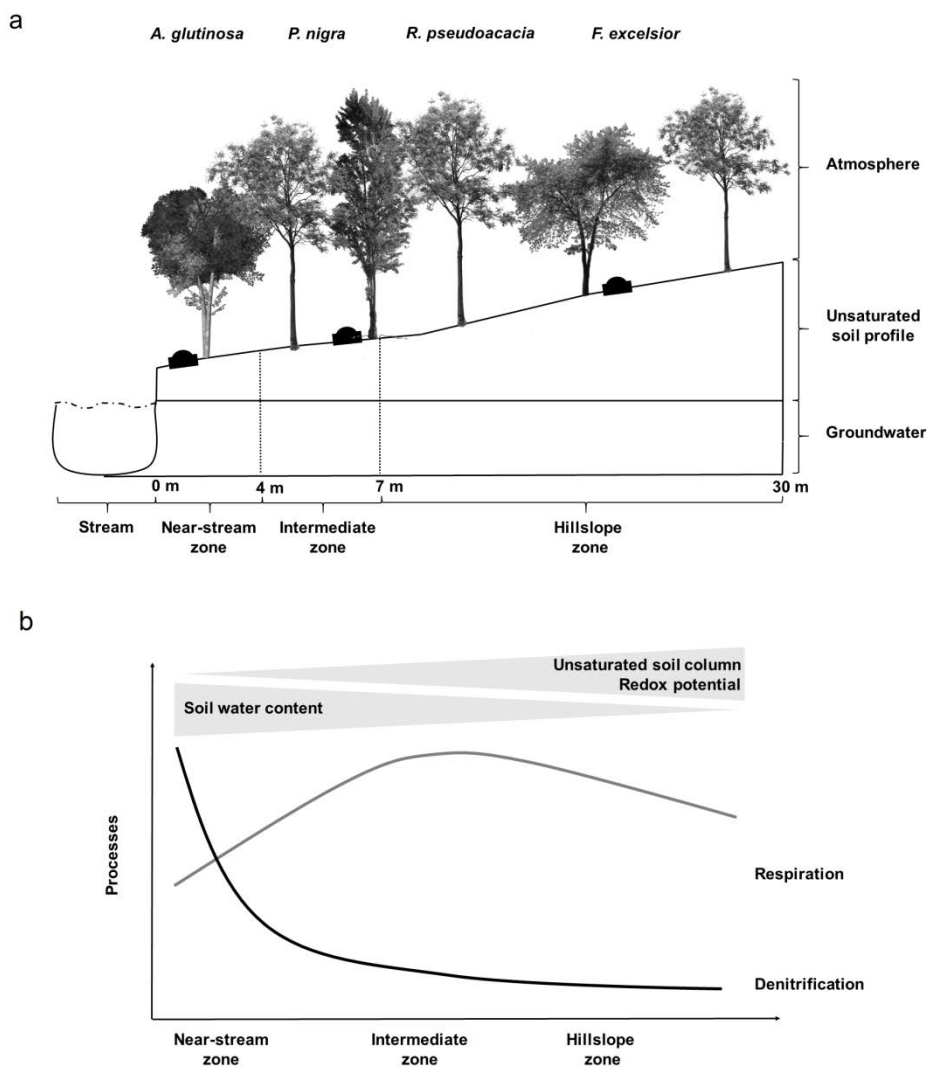 a
A. glutinosa P. nigra R. pseudoacacia F. excelsior
Atmosphere
Unsaturated
soil profile
Groundwater
0 m 4 m 7 m 30 m
Stream Near-stream
zone Intermediate
zone Hillslope
zone
b
Unsaturated soil column
Redox potential
Soil water content
Processes
Respiration
Denitrification
Near-stream
zone Intermediate
zone Hillslope
zone